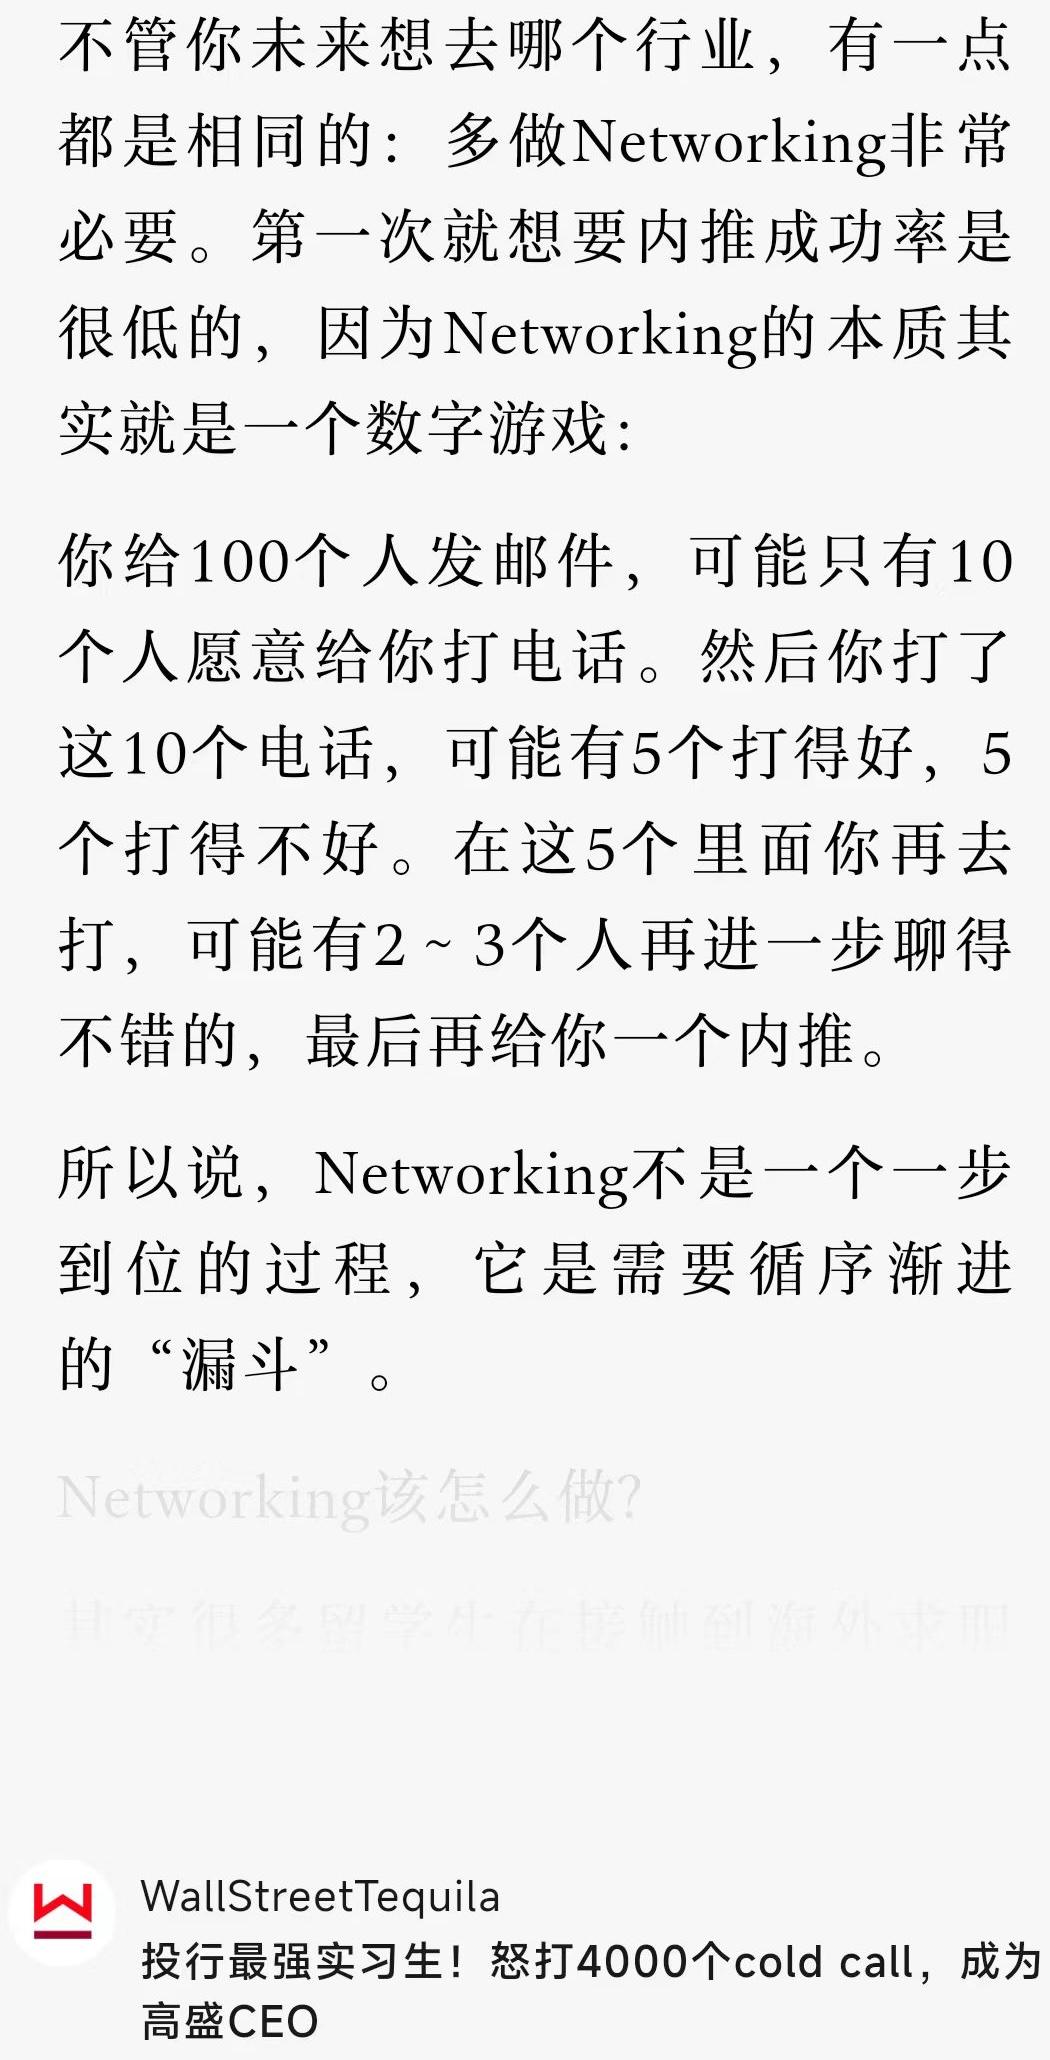 不管你未来想去哪个行业，有一点
都是相同的：多做Networking非常
必要。第一次就想要内推成功率是
很低的，因为Networking的本质其
实就是一个数字游戏：
你给100个人发邮件，可能只有10
个人愿意给你打电话。然后你打了
这10个电话，可能有5个打得好，5
个打得不好。在这5个里面你再去
打，可能有2 ~ 3个人再进一步聊得
不错的，最后再给你一个内推。
所以说，Networking不是一个一步
到位的过程，它是需要循序渐进
的“漏斗”。
Networking该怎么做？
其实很多留学生在接触到海外求职
WallStreetTequila
投行最强实习生！怒打4000个cold call，成为
高盛CEO